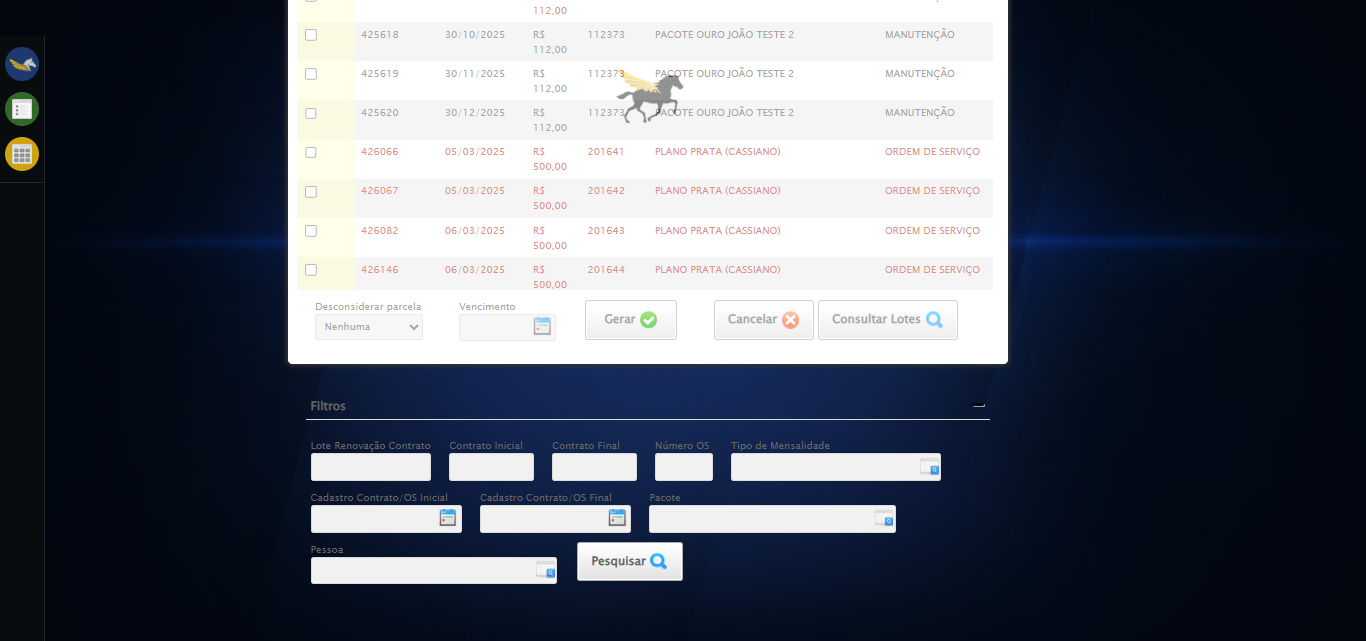 112,00
425618 30/10/2025 R$ 112373 PACOTE OURO JOÃO TESTE 2 MANUTENÇÃO
112,00
425619 30/11/2025 R$ 112373 PACOTE OURO JOÃO TESTE 2 MANUTENÇÃO
112,00
425620 30/12/2025 R$ 112373 PACOTE OURO JOÃO TESTE 2 MANUTENÇÃO
112,00
426066 05/03/2025 R$ 201641 PLANO PRATA (CASSIANO) ORDEM DE SERVIÇO
500,00
426067 05/03/2025 R$ 201642 PLANO PRATA (CASSIANO) ORDEM DE SERVIÇO
500,00
426082 06/03/2025 R$ 201643 PLANO PRATA (CASSIANO) ORDEM DE SERVIÇO
500,00
426146 06/03/2025 R$ 201644 PLANO PRATA (CASSIANO) ORDEM DE SERVIÇO
500,00
Desconsiderar parcela Vencimento
Nenhuma Gerar Cancelar Consultar Lotes
Filtros
Lote Renovação Contrato Contrato Inicial Contrato Final Número OS Tipo de Mensalidade
Cadastro Contrato/OS Inicial Cadastro Contrato/OS Final Pacote
Pessoa
Pesquisar